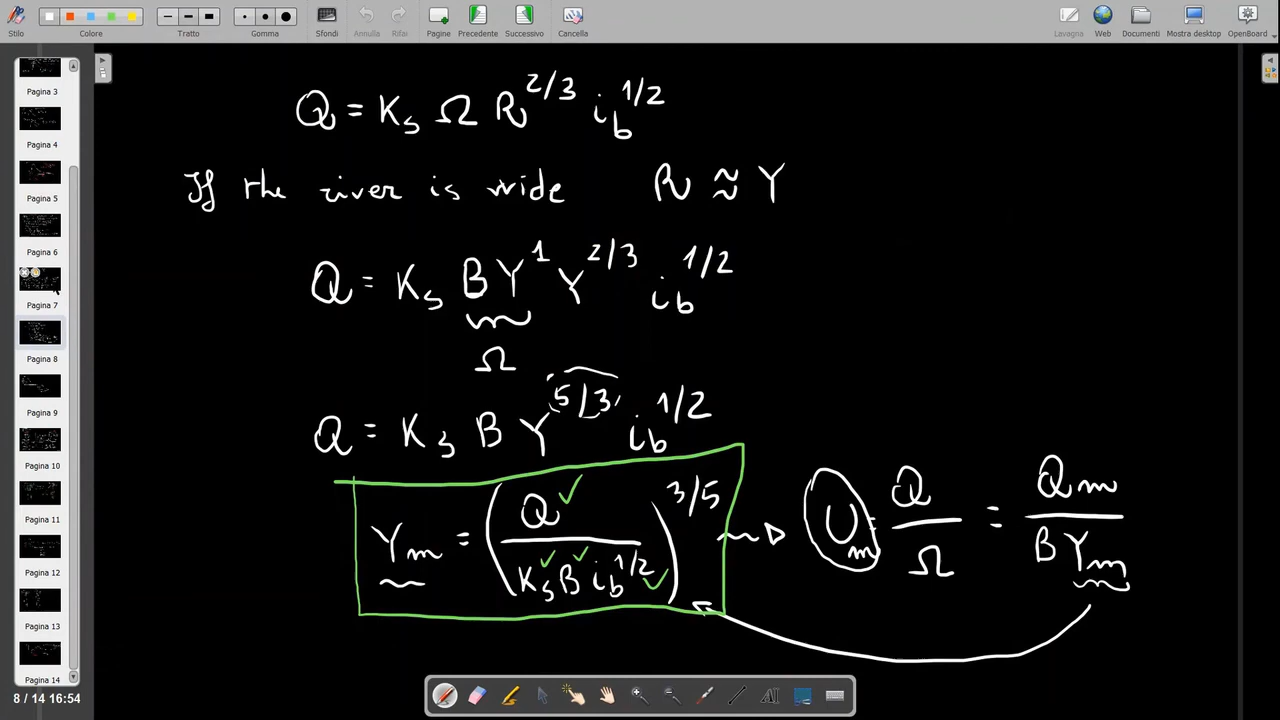 Stilo
Colore
Tratto
Gomma
Sfondi
Annulla
Rifai
Pagine
Precedente
Successivo
Cancella
Lavagna
Web
Documenti
Mostra desktop
OpenBoard
Pagina 3
Pagina 4
Pagina 5
Pagina 6
Pagina 7
Pagina 8
Pagina 9
Pagina 10
Pagina 11
Pagina 12
Pagina 13
Pagina 14
8 / 14 16:54
Q = Ks Ω R^2/3 ib^1/2
If the river is wide R ≈ Y
Q = Ks BY^1 Y^2/3 ib^1/2
Ω
Q = Ks B Y^5/3 ib^1/2
Ym = (Q / Ks B ib^1/2)^3/5 ⇝ Um = Q/Ω = Qm / B Ym